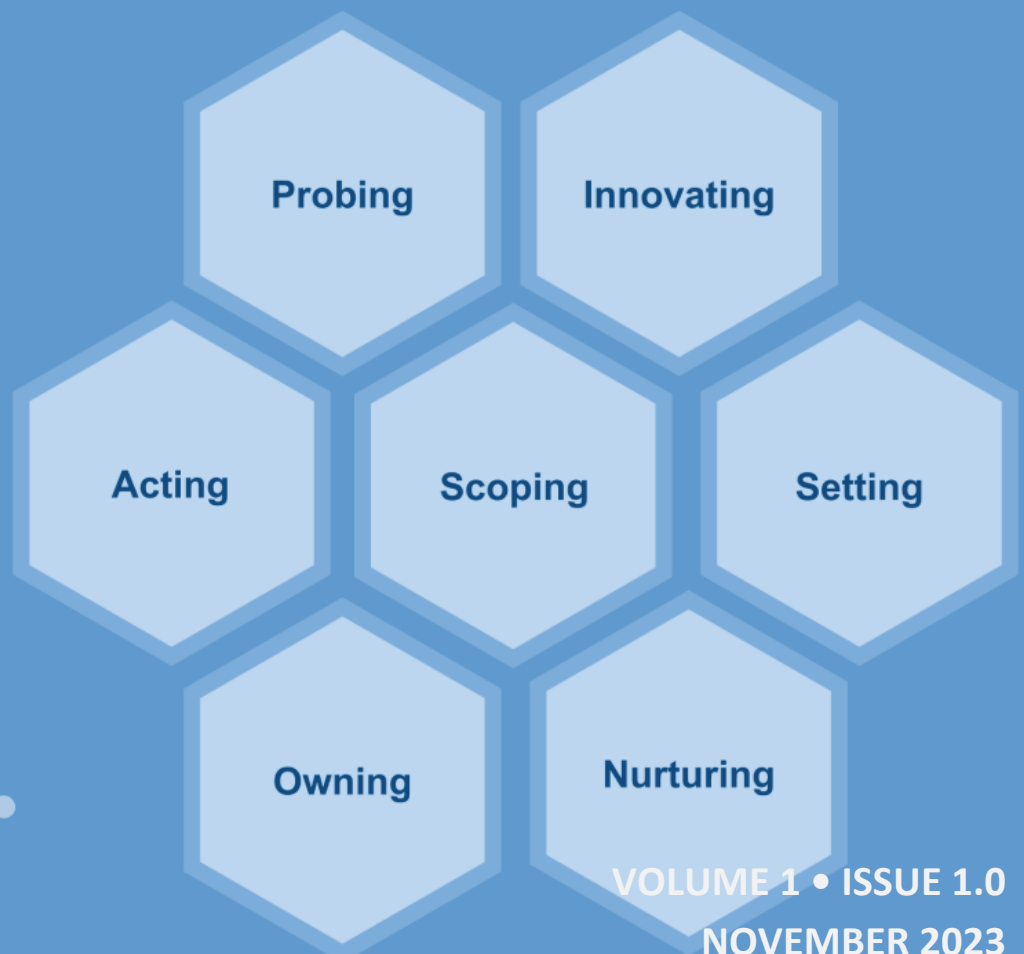 Probing
Innovating
Acting
Scoping
Setting
Owning
Nurturing
VOLUME 1 • ISSUE 1.0
NOVEMBER 2023